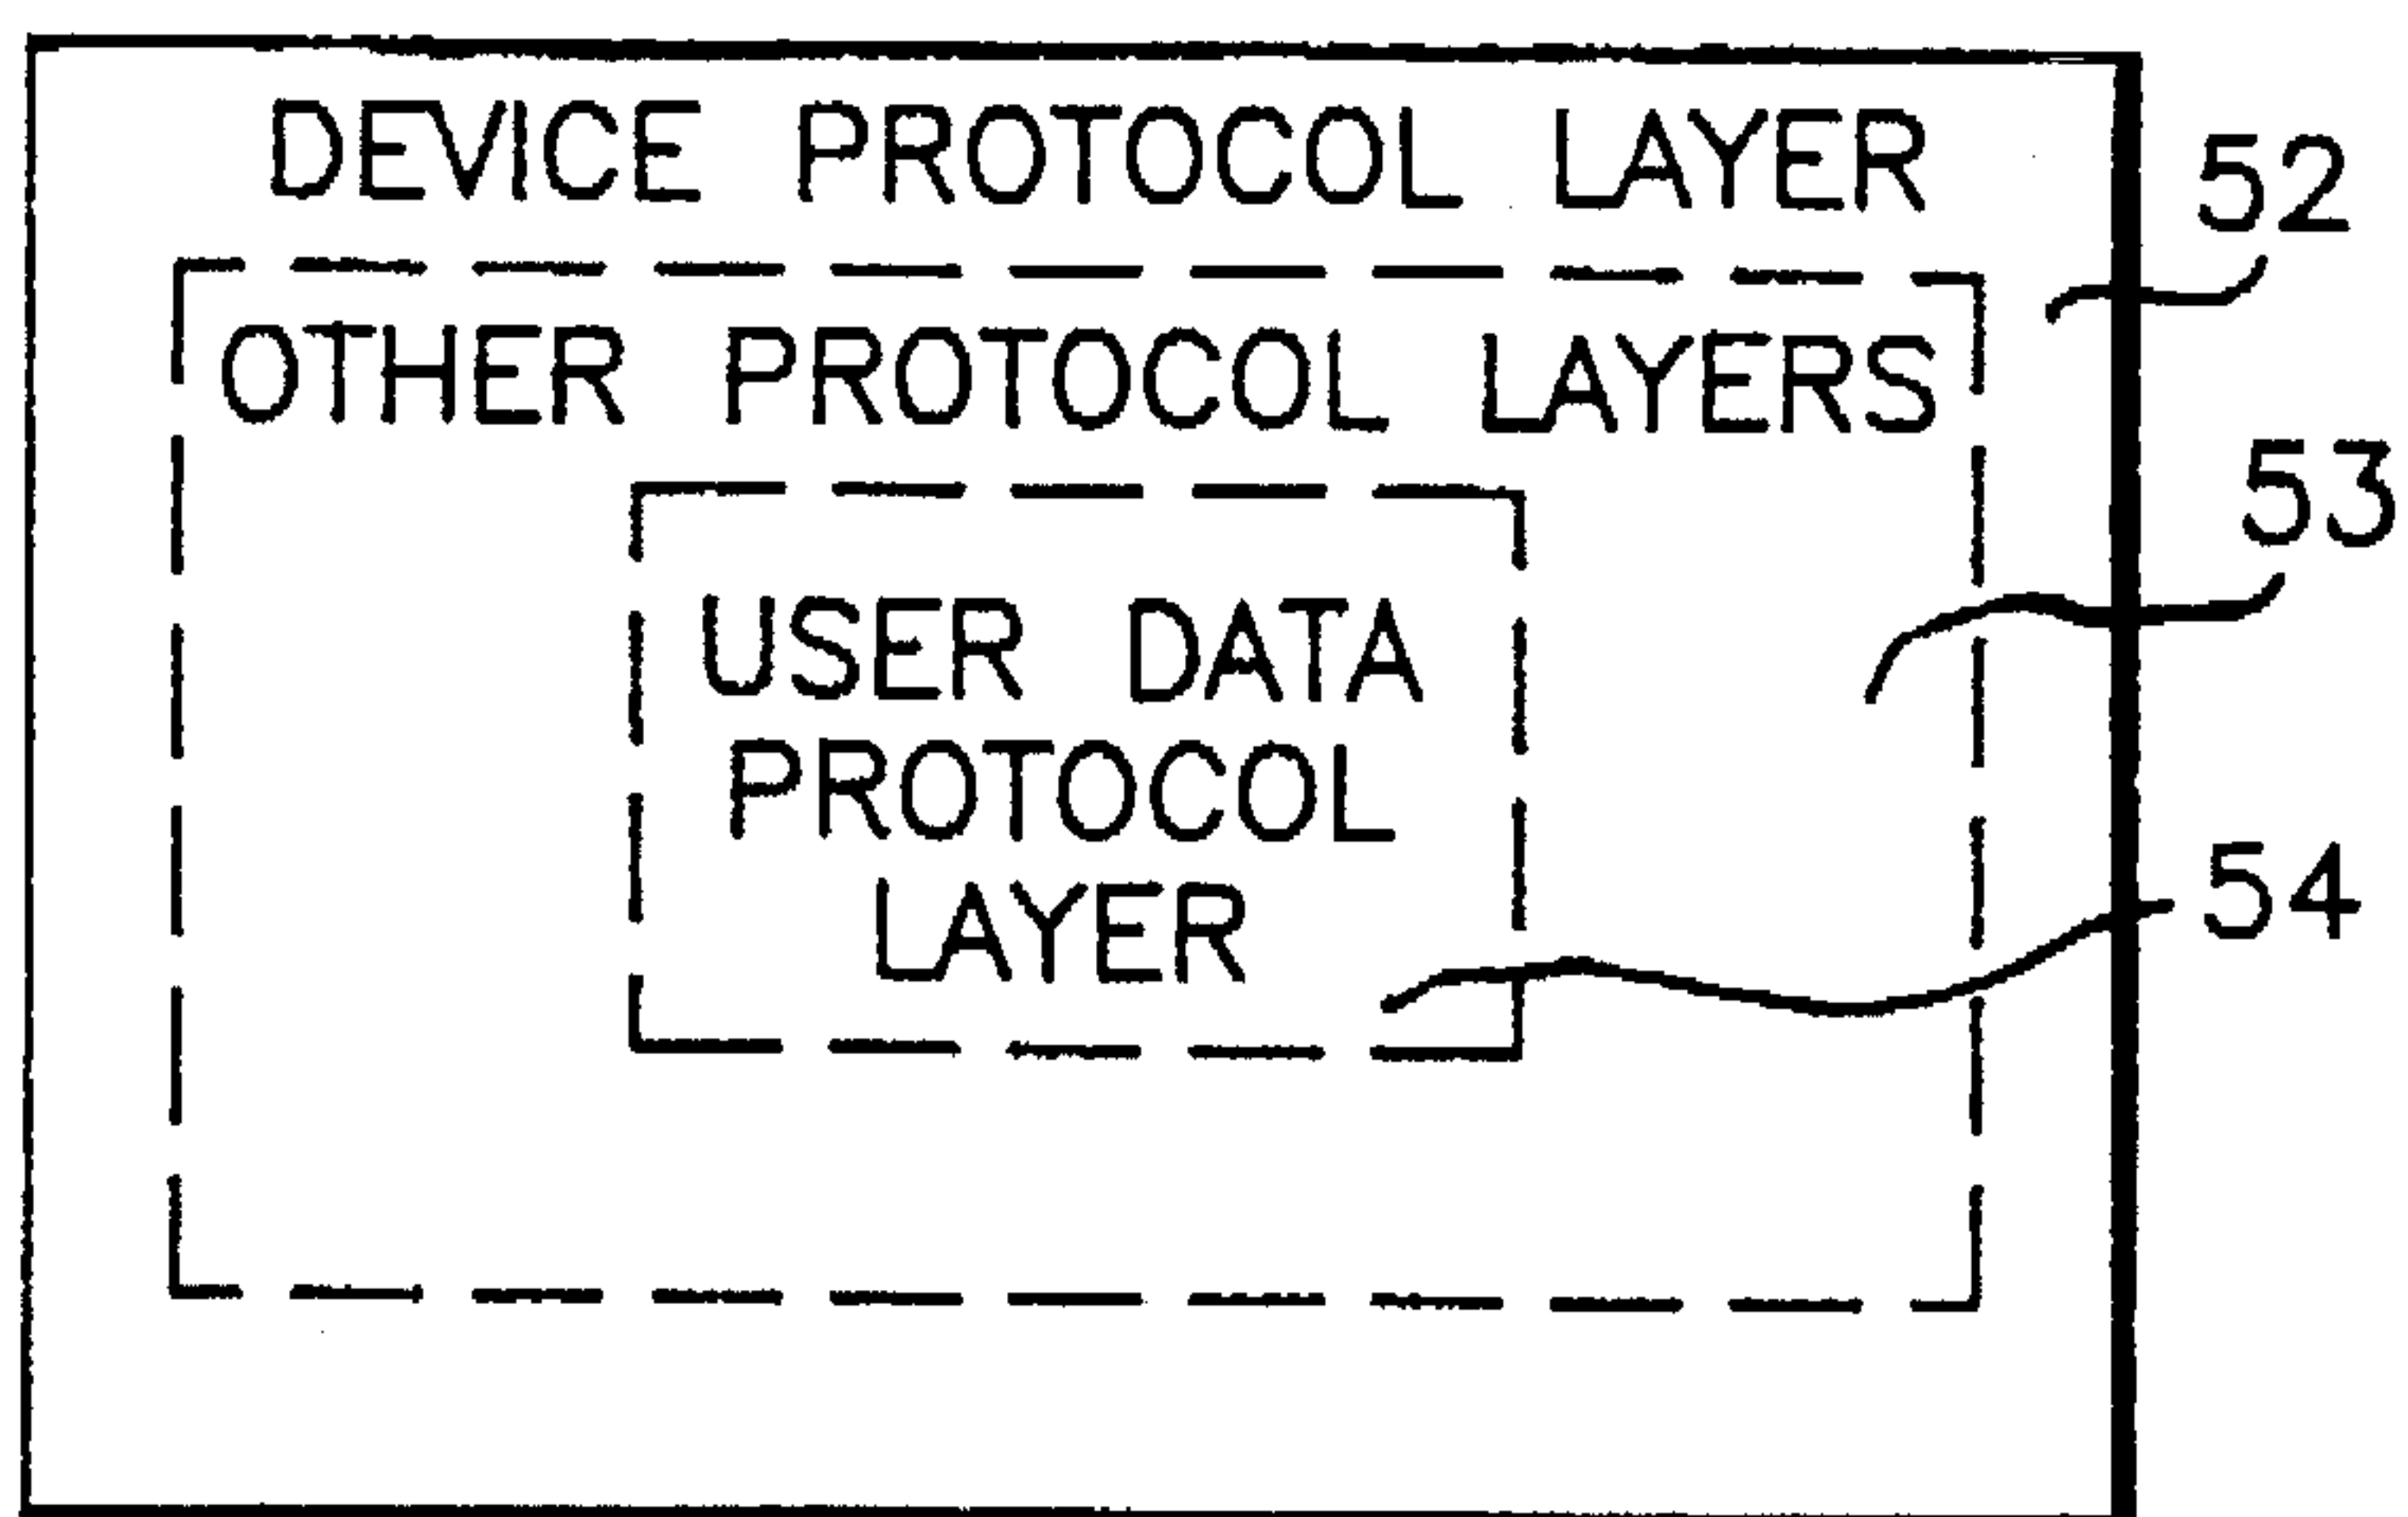 DEVICE PROTOCOL LAYER
52
OTHER PROTOCOL LAYERS
53
USER DATA
PROTOCOL
LAYER
54